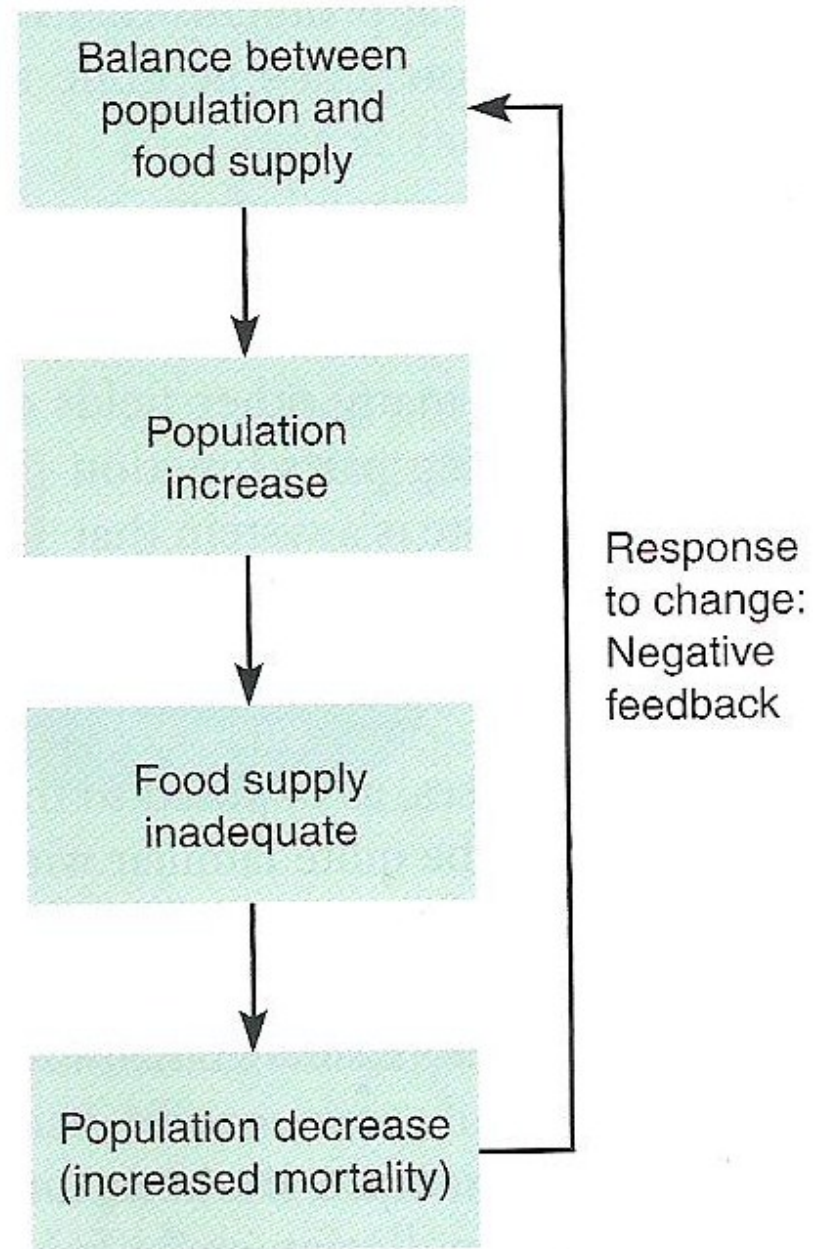 Balance between
population and
food supply
Population
increase
Food supply
inadequate
Population decrease
(increased mortality)
Response
to change:
Negative
feedback